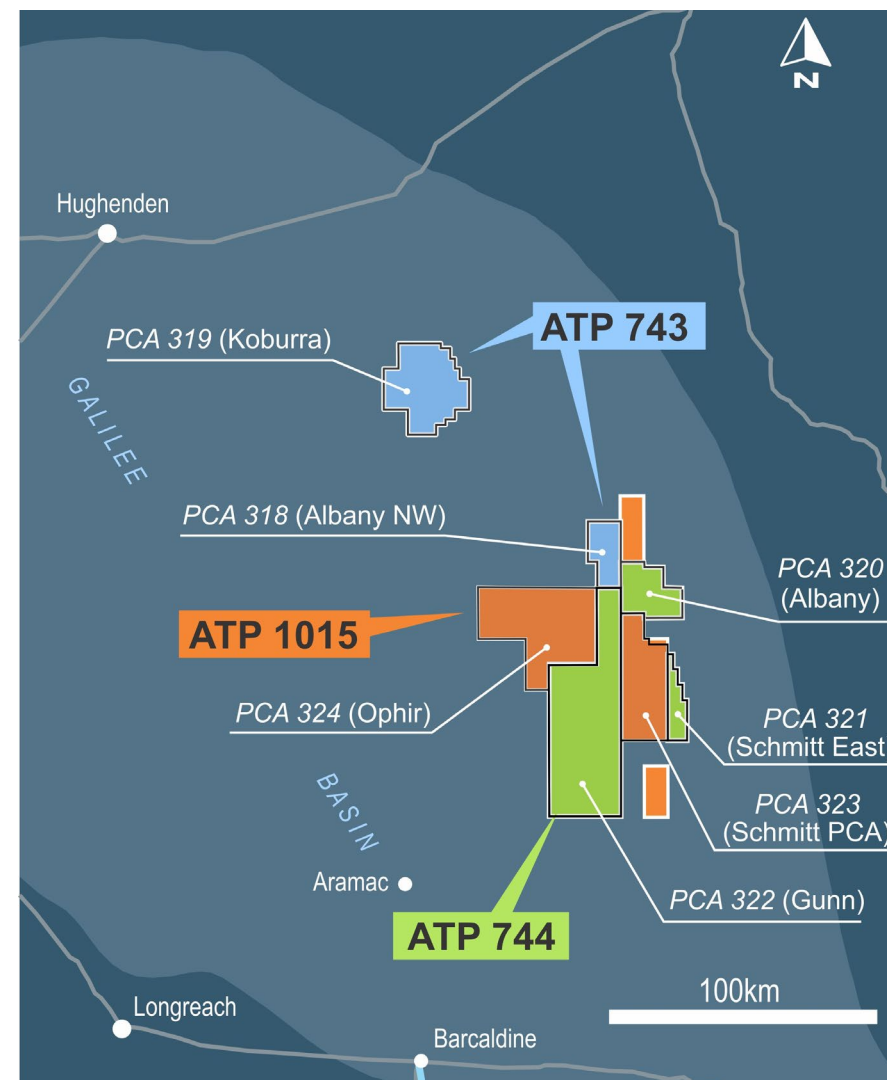 N
Hughenden
ATP 743
PCA 319 (Koburra)
GALILEE
PCA 318 (Albany NW)
PCA 320
(Albany)
ATP 1015
PCA 324 (Ophir)
PCA 321
(Schmitt East
PCA 323
(Schmitt PCA)
BASIN
Aramac
PCA 322 (Gunn)
ATP 744
100km
Longreach
Barcaldine